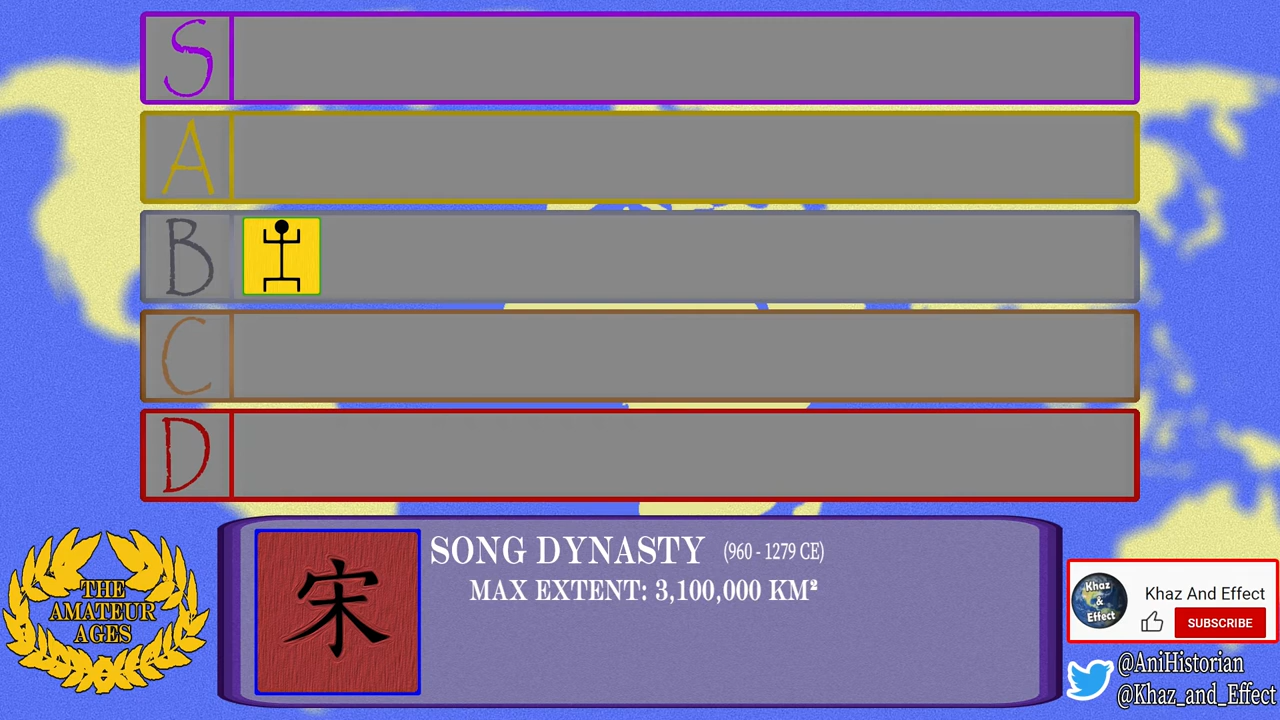 S
A
B
C
D
THE
AMATEUR
AGES
宋
SONG DYNASTY (960 - 1279 CE)
MAX EXTENT: 3,100,000 KM²
Khaz
&
Effect
Khaz And Effect
SUBSCRIBE
@AniHistorian
@Khaz_and_Effect